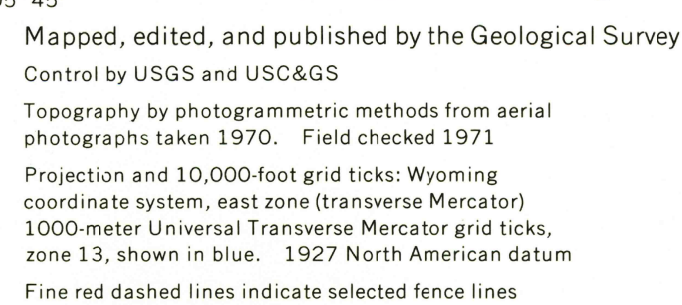 45
Mapped, edited, and published by the Geological Survey
Control by USGS and USC&GS
Topography by photogrammetric methods from aerial
photographs taken 1970. Field checked 1971
Projection and 10,000-foot grid ticks: Wyoming
coordinate system, east zone (transverse Mercator)
1000-meter Universal Transverse Mercator grid ticks,
zone 13, shown in blue. 1927 North American datum
Fine red dashed lines indicate selected fence lines